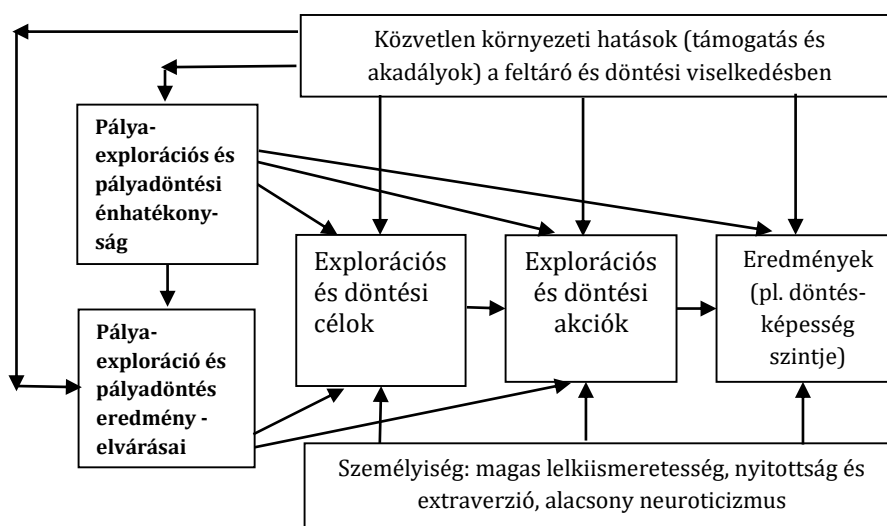 Közvetlen környezeti hatások (támogatás és
akadályok) a feltáró és döntési viselkedésben
Pálya-
explorációs és
pályadöntési
énhatékony-
ság
Explorációs
és döntési
célok
Explorációs
és döntési
akciók
Eredmények
(pl. döntés-
képesség
szintje)
Pálya-
exploráció és
pályadöntés
eredmény -
elvárásai
Személyiség: magas lelkiismeretesség, nyitottság és
extraverzió, alacsony neuroticizmus